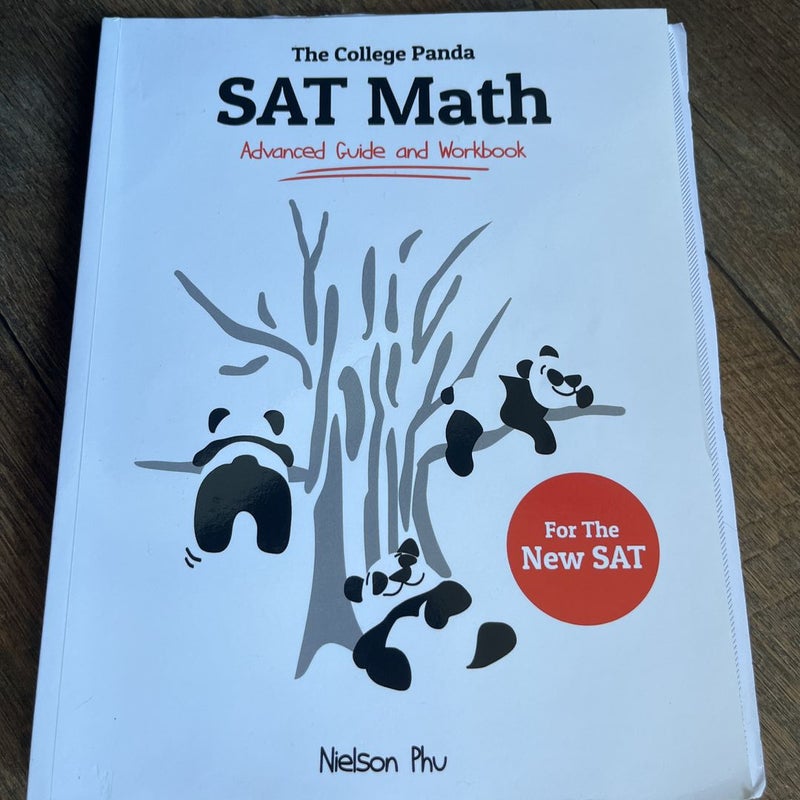 The College Panda
SAT Math
Advanced Guide and Workbook
For The
New SAT
Nielson Phu